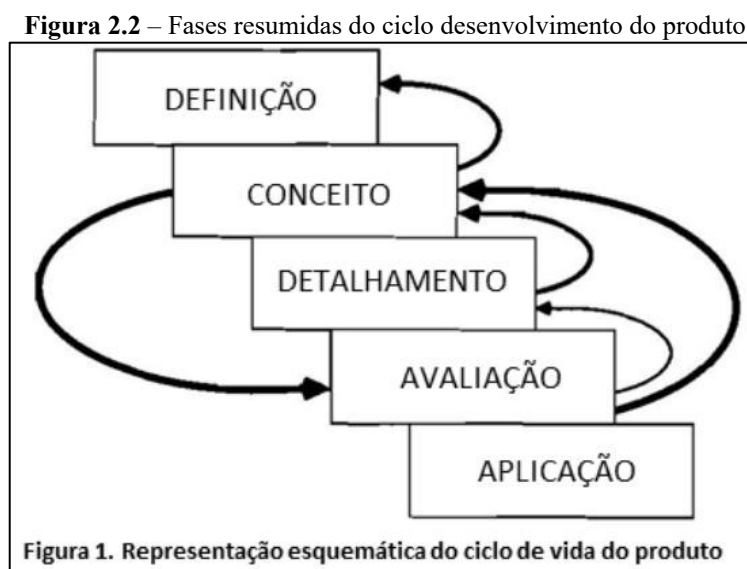 Figura 2.2 – Fases resumidas do ciclo desenvolvimento do produto
DEFINIÇÃO
CONCEITO
DETALHAMENTO
AVALIAÇÃO
APLICAÇÃO
Figura 1. Representação esquemática do ciclo de vida do produto